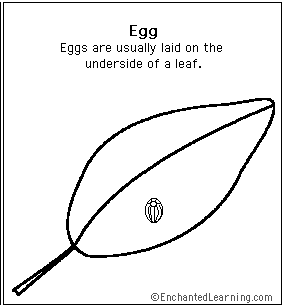 Egg
Eggs are usually laid on the
underside of a leaf.
©EnchantedLearning.com